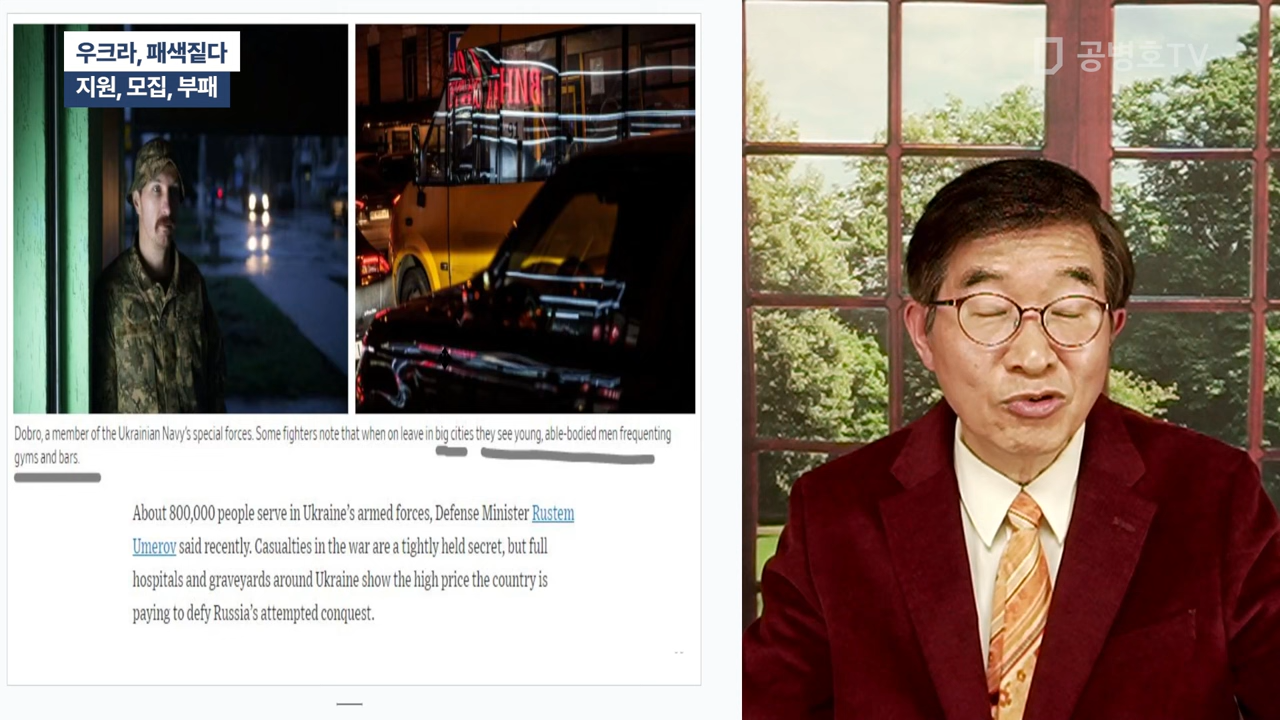 우크라, 패색짙다
지원, 모집, 부패
공병호TV
Dobro, a member of the Ukrainian Navy's special forces. Some fighters note that when on leave in big cities they see young, able-bodied men frequenting
gyms and bars.
About 800,000 people serve in Ukraine's armed forces, Defense Minister Rustem
Umerov said recently. Casualties in the war are a tightly held secret, but full
hospitals and graveyards around Ukraine show the high price the country is
paying to defy Russia's attempted conquest.